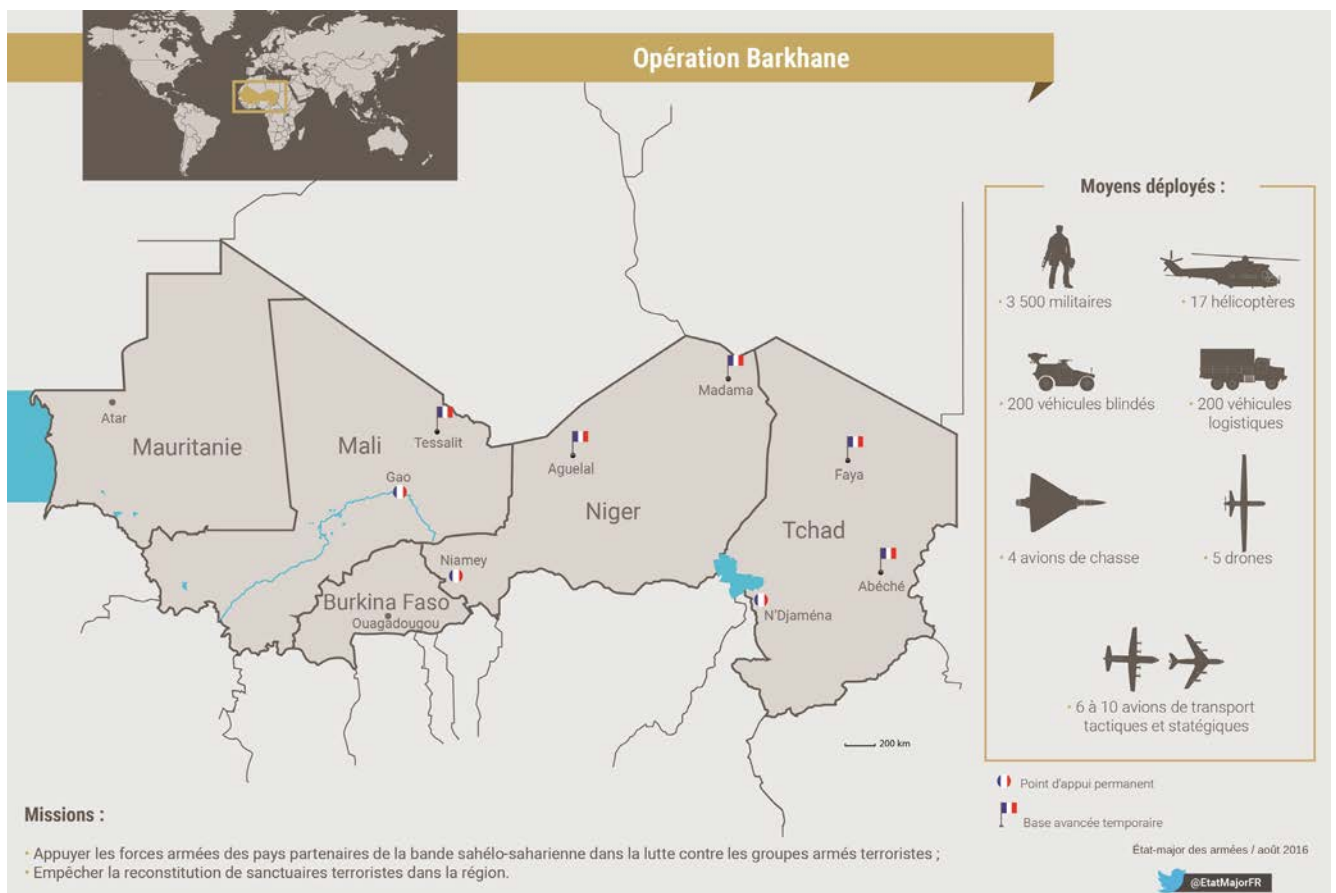 Opération Barkhane
Moyens déployés :
• 3 500 militaires
• 17 hélicoptères
• 200 véhicules blindés
• 200 véhicules
logistiques
• 4 avions de chasse
• 5 drones
• 6 à 10 avions de transport
tactiques et statégiques
Madama
Atar
Mauritanie
Mali
Tessalit
Aguelal
Faya
Gao
Niger
Tchad
Niamey
Abéché
Burkina Faso
N'Djaména
Ouagadougou
200 km
Point d'appui permanent
Base avancée temporaire
Missions :
• Appuyer les forces armées des pays partenaires de la bande sahélo-saharienne dans la lutte contre les groupes armés terroristes ;
• Empêcher la reconstitution de sanctuaires terroristes dans la région.
État-major des armées / août 2016
@EtatMajorFR